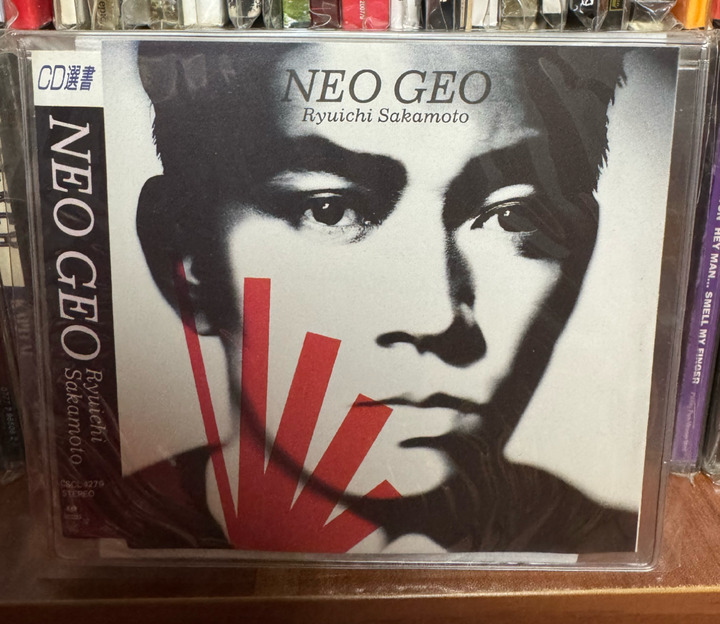 CD選書
NEO GEO
Ryuichi
Sakamoto
STEREO
NEO GEO
Ryuichi Sakamoto
HEY MAN... SMELL MY FINGER